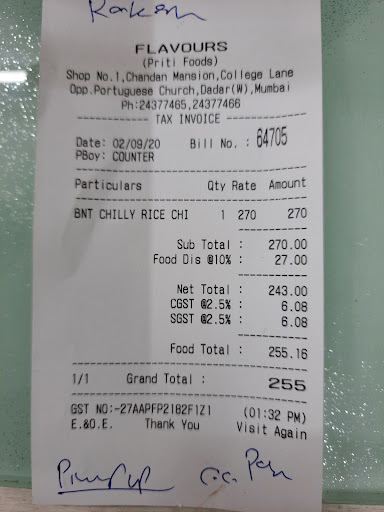 Rakesh
FLAVOURS
(Priti Foods)
Shop No.1,Chandan Mansion,College Lane
Opp.Portuguese Church,Dadar(W),Mumbai
Ph:24377465,24377466
TAX INVOICE
Date: 02/09/20 Bill No. : 64705
PBoy: COUNTER
Particulars Qty Rate Amount
BNT CHILLY RICE CHI 1 270 270
Sub Total : 270.00
Food Dis @10% : 27.00
Net Total : 243.00
CGST @2.5% : 6.08
SGST @2.5% : 6.08
Food Total : 255.16
1/1 Grand Total : 255
GST NO:-27AAPFP2182F1Z1 (01:32 PM)
E.&O.E. Thank You Visit Again